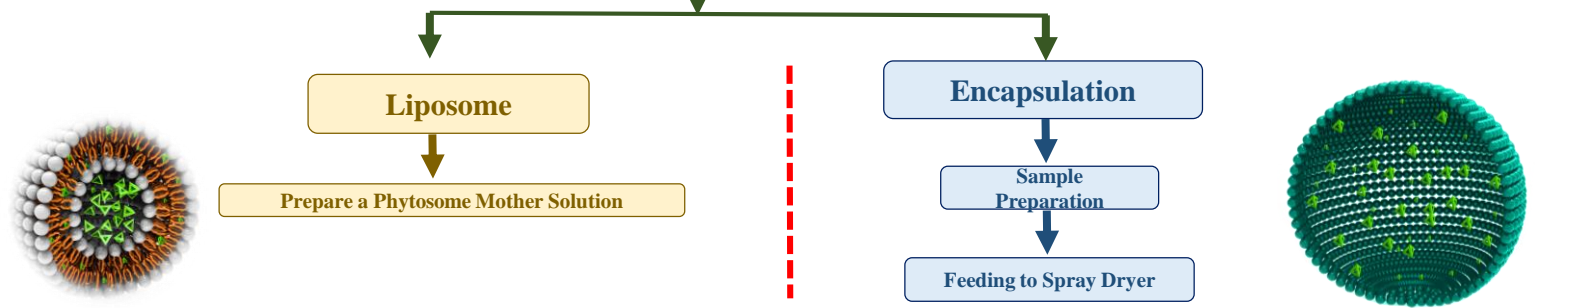 Liposome
Prepare a Phytosome Mother Solution
Encapsulation
Sample
Preparation
Feeding to Spray Dryer